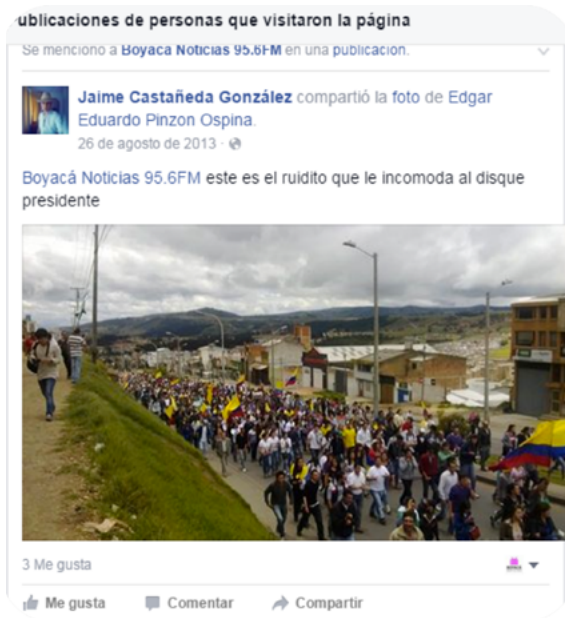 ublicaciones de personas que visitaron la página
Se mencionó a Boyacá Noticias 95.6FM en una publicación.
Jaime Castañeda González compartió la foto de Edgar
Eduardo Pinzon Ospina.
26 de agosto de 2013 ·
Boyacá Noticias 95.6FM este es el ruidito que le incomoda al disque
presidente
3 Me gusta
Me gusta Comentar Compartir